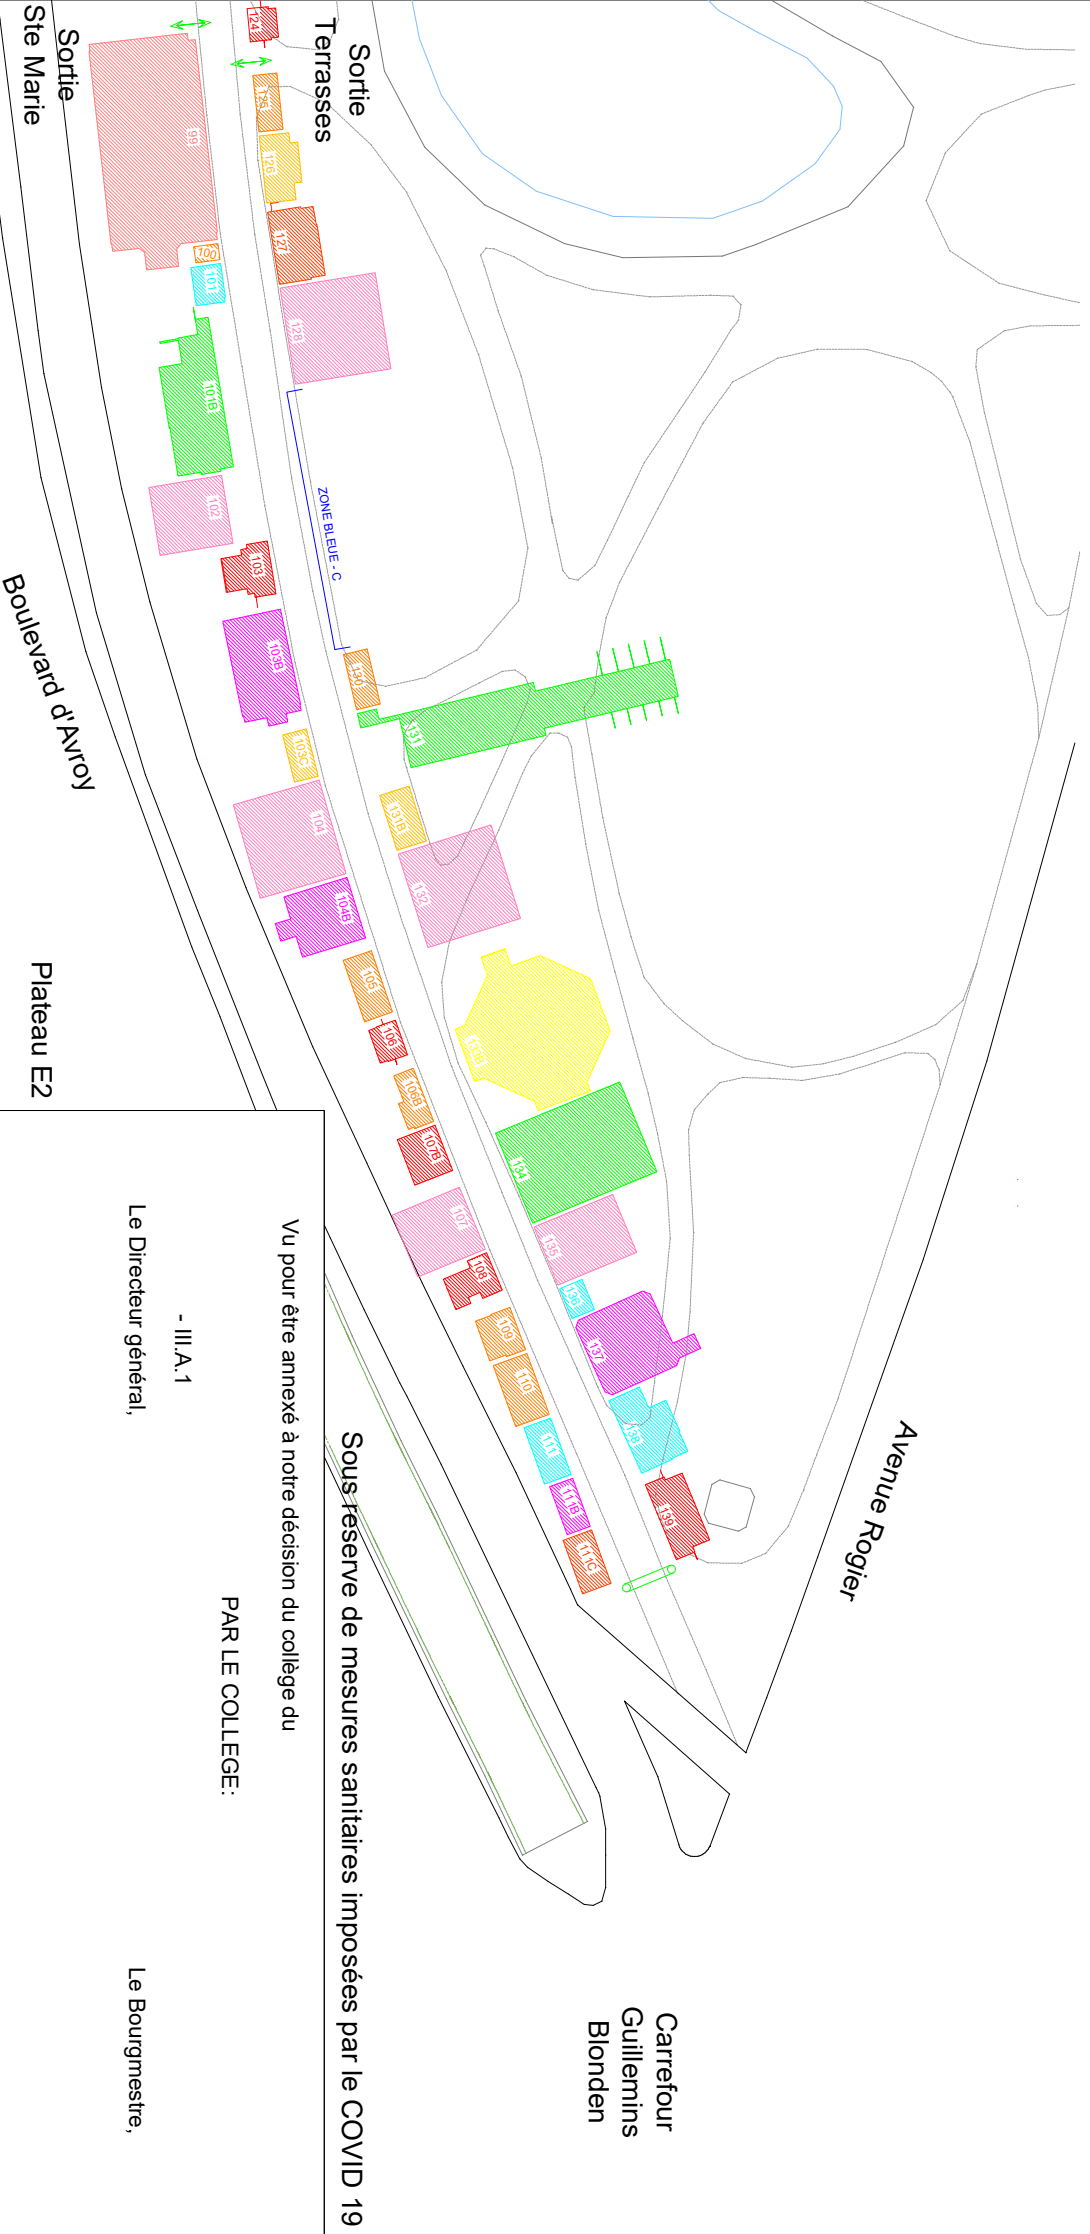 Sortie
Terrasses
Sortie
Ste Marie
124
125
126
127
128
ZONE BLEUE - C
130
131
131B
132
134
135
136
137
138
139
99
100
101
101B
102
103
103B
103C
104
104B
105
106
106B
107B
107
108
109
110
111
111B
111C
Boulevard d'Avroy
Avenue Rogier
Plateau E2
Carrefour
Guillemins
Blonden
Sous réserve de mesures sanitaires imposées par le COVID 19
Vu pour être annexé à notre décision du collège du
PAR LE COLLEGE:
- III.A.1
Le Directeur général,
Le Bourgmestre,